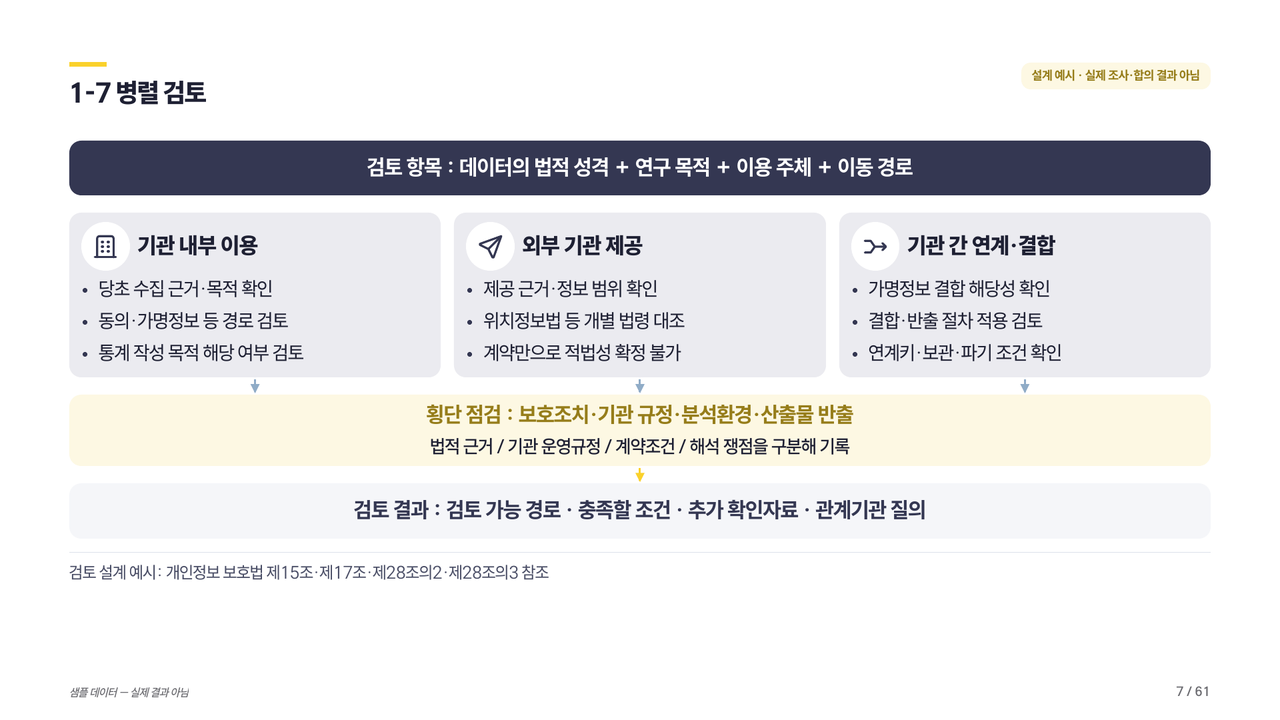 1-7 병렬 검토
설계 예시 · 실제 조사·합의 결과 아님
검토 항목 : 데이터의 법적 성격 + 연구 목적 + 이용 주체 + 이동 경로
기관 내부 이용
• 당초 수집 근거·목적 확인
• 동의·가명정보 등 경로 검토
• 통계 작성 목적 해당 여부 검토
외부 기관 제공
• 제공 근거·정보 범위 확인
• 위치정보법 등 개별 법령 대조
• 계약만으로 적법성 확정 불가
기관 간 연계·결합
• 가명정보 결합 해당성 확인
• 결합·반출 절차 적용 검토
• 연계키·보관·파기 조건 확인
횡단 점검 : 보호조치·기관 규정·분석환경·산출물 반출
법적 근거 / 기관 운영규정 / 계약조건 / 해석 쟁점을 구분해 기록
검토 결과 : 검토 가능 경로 · 충족할 조건 · 추가 확인자료 · 관계기관 질의
검토 설계 예시: 개인정보 보호법 제15조·제17조·제28조의2·제28조의3 참조
샘플 데이터 — 실제 결과 아님
7 / 61